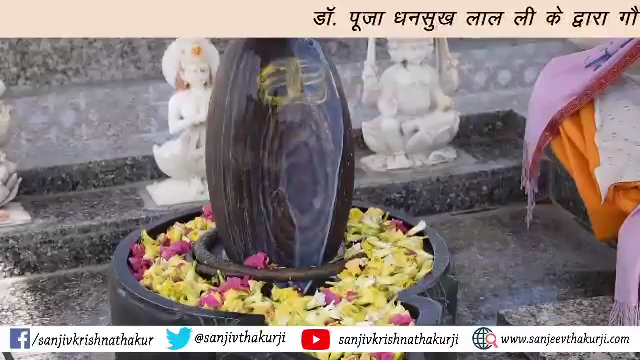 डॉ. पूजा धनसुख लाल ली के द्वारा गौ
/sanjivkrishnathakur @sanjivthakurji /sanjivkrishnathakurji www.sanjeevthakurji.com